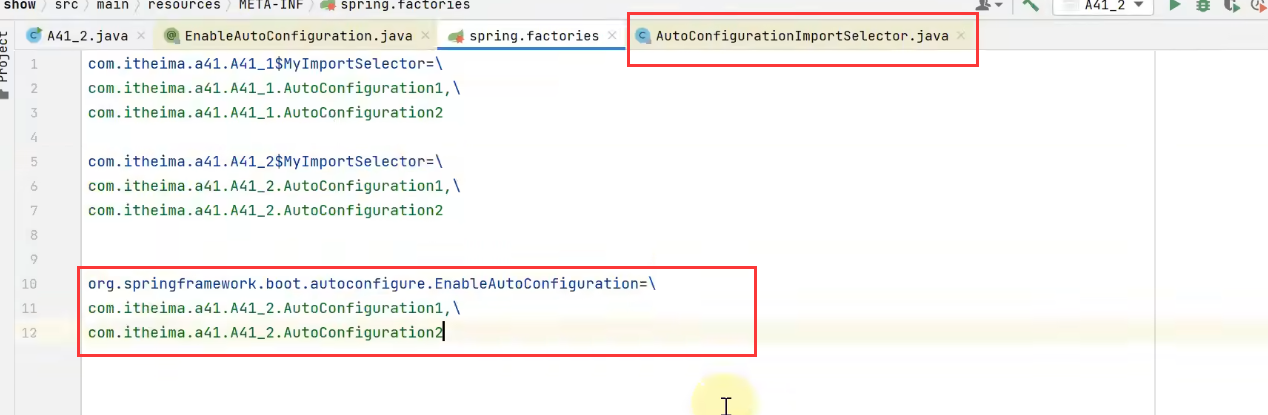 show › src › main › resources › META-INF › spring.factories
A41_2
Project
A41_2.java × EnableAutoConfiguration.java × spring.factories × AutoConfigurationImportSelector.java ×
1 com.itheima.a41.A41_1$MyImportSelector=\
2 com.itheima.a41.A41_1.AutoConfiguration1,\
3 com.itheima.a41.A41_1.AutoConfiguration2
4
5 com.itheima.a41.A41_2$MyImportSelector=\
6 com.itheima.a41.A41_2.AutoConfiguration1,\
7 com.itheima.a41.A41_2.AutoConfiguration2
8
9
10 org.springframework.boot.autoconfigure.EnableAutoConfiguration=\
11 com.itheima.a41.A41_2.AutoConfiguration1,\
12 com.itheima.a41.A41_2.AutoConfiguration2